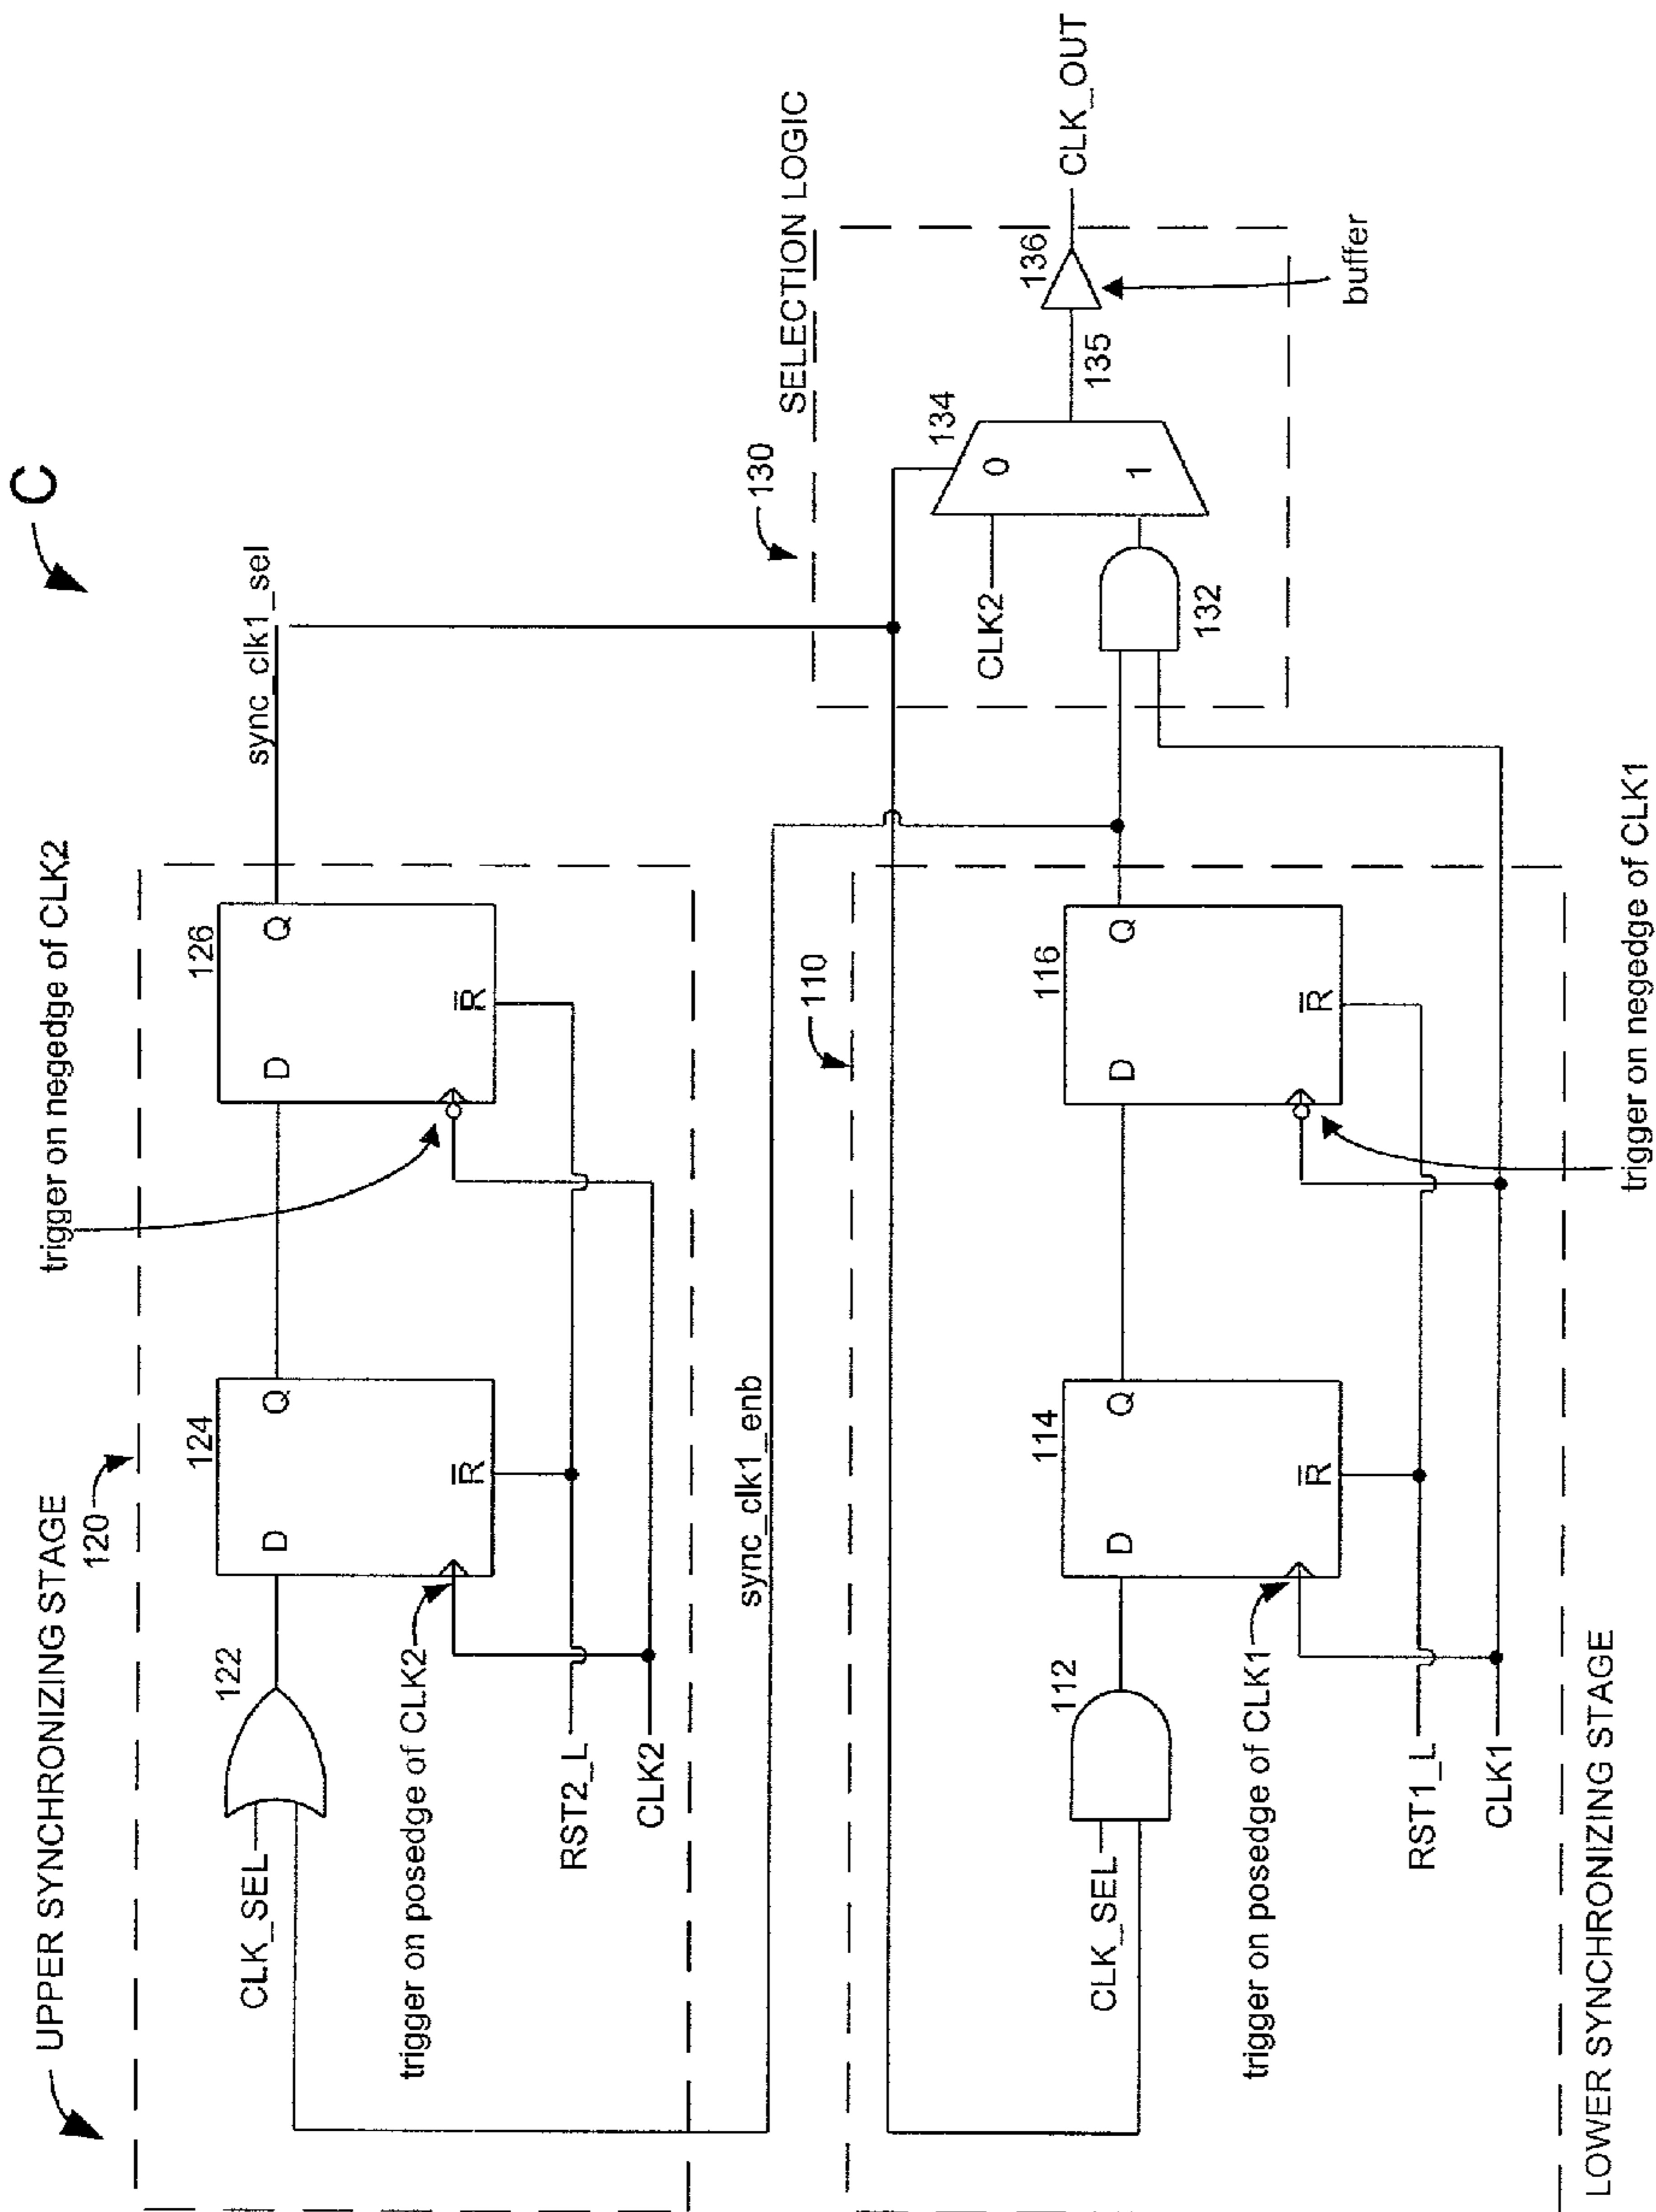 C
UPPER SYNCHRONIZING STAGE
120
trigger on negedge of CLK2
122
124
126
CLK_SEL
D
Q
D
Q
sync_clk1_sel
R̅
R̅
trigger on posedge of CLK2
RST2_L
CLK2
sync_clk1_enb
130
SELECTION LOGIC
110
CLK2
134
0
1
135
136
CLK_OUT
132
buffer
112
114
116
CLK_SEL
D
Q
D
Q
R̅
R̅
trigger on posedge of CLK1
RST1_L
CLK1
LOWER SYNCHRONIZING STAGE
trigger on negedge of CLK1